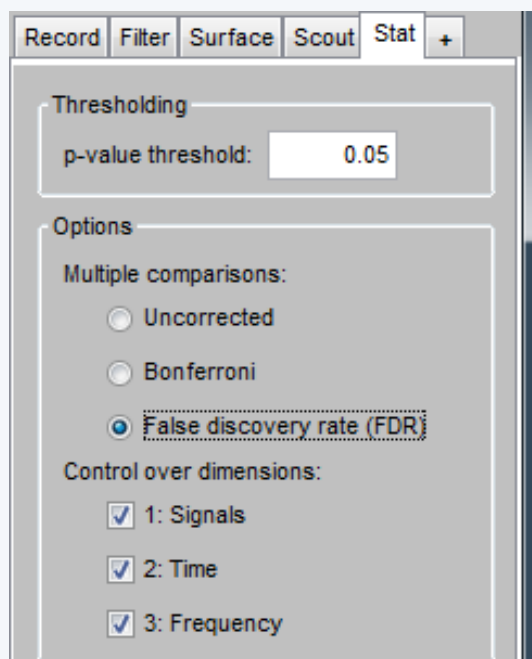 Record Filter Surface Scout Stat +
Thresholding
p-value threshold: 0.05
Options
Multiple comparisons:
Uncorrected
Bonferroni
False discovery rate (FDR)
Control over dimensions:
1: Signals
2: Time
3: Frequency